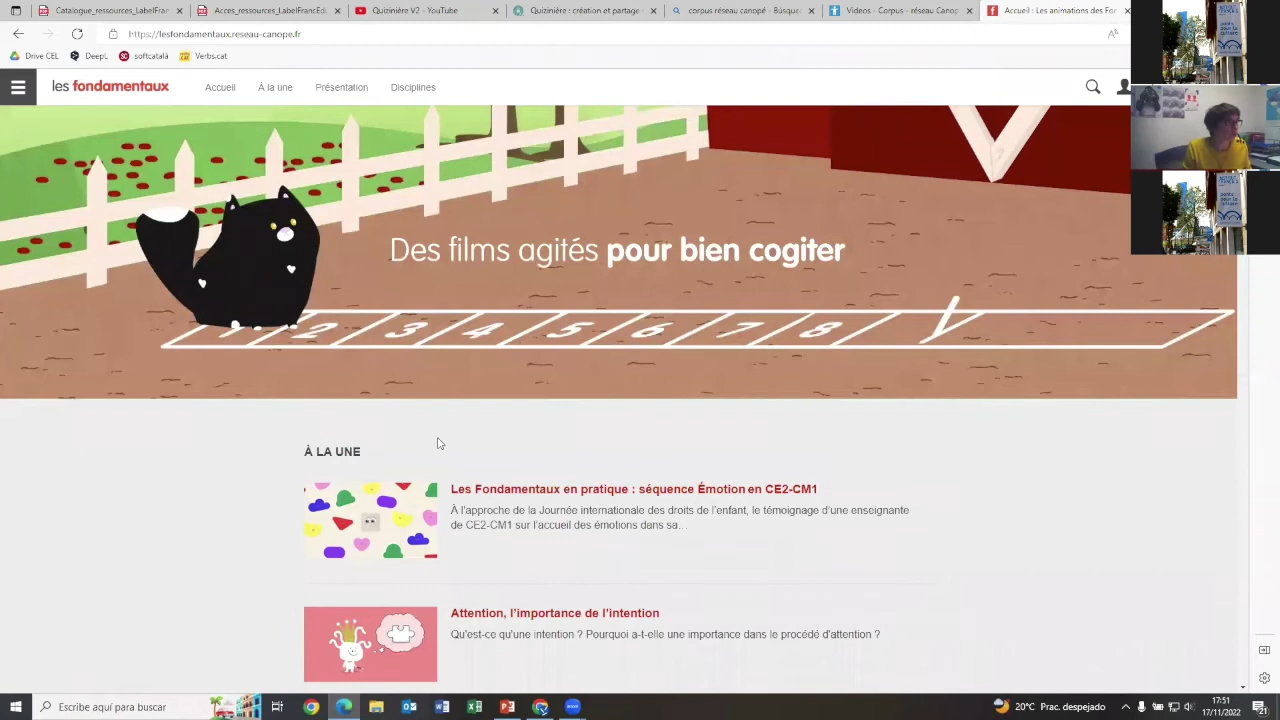 Catalogue_ressources_LabelFran
Acces_ressources_LabelFrancEdu
Quizinière V2 - YouTube
Quizinière : création et partage
corpus réseau canopé - Búsque
Videos - Corpus - réseau Canop
Accueil : Les animations des Fon
https://lesfondamentaux.reseau-canope.fr
Drive CEL
DeepL
softcatalà
Verbs.cat
les fondamentaux
Accueil
À la une
Présentation
Disciplines
Des films agités pour bien cogiter
1 2 3 4 5 6 7 8
À LA UNE
Les Fondamentaux en pratique : séquence Émotion en CE2-CM1
À l'approche de la Journée internationale des droits de l'enfant, le témoignage d'une enseignante
de CE2-CM1 sur l'accueil des émotions dans sa…
Attention, l'importance de l'intention
Qu'est-ce qu'une intention ? Pourquoi a-t-elle une importance dans le procédé d'attention ?
Escribe aquí para buscar
20°C Prac. despejado
17:51
17/11/2022
21